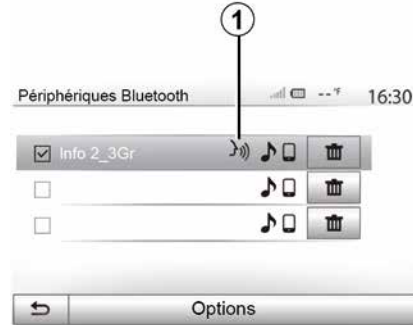 1
Périphériques Bluetooth
--°F
16:30
Info 2_3Gr
Options